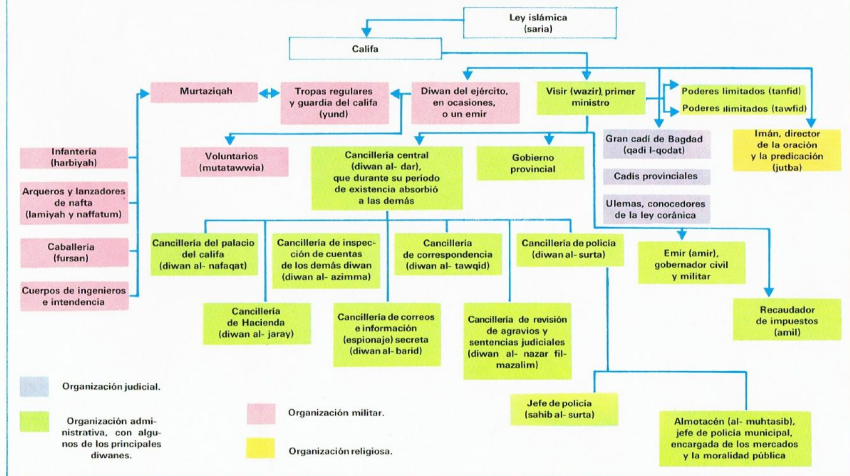 Ley islámica
(saria)
Califa
Murtaziqah
Tropas regulares
y guardia del califa
(yund)
Diwan del ejército,
en ocasiones,
o un emir
Visir (wazir), primer
ministro
Poderes limitados (tanfid)
Poderes ilimitados (tawfid)
Infantería
(harbiyah)
Voluntarios
(mutatawwia)
Cancillería central
(diwan al- dar),
que durante su período
de existencia absorbió
a las demás
Gobierno
provincial
Gran cadí de Bagdad
(qadi l-qodat)
Imán, director
de la oración
y la predicación
(jutba)
Cadís provinciales
Arqueros y lanzadores
de nafta
(lamiyah y naffatum)
Ulemas, conocedores
de la ley coránica
Caballería
(fursan)
Cancillería del palacio
del califa
(diwan al- nafaqat)
Cancillería de inspec-
ción de cuentas
de los demás diwan
(diwan al- azimma)
Cancillería
de correspondencia
(diwan al- tawqid)
Cancillería de policía
(diwan al- surta)
Emir (amir),
gobernador civil
y militar
Cuerpos de ingenieros
e intendencia
Cancillería
de Hacienda
(diwan al- jaray)
Cancillería de correos
e información
(espionaje) secreta
(diwan al- barid)
Cancillería de revisión
de agravios y
sentencias judiciales
(diwan al- nazar fil-
mazalim)
Recaudador
de impuestos
(amil)
Jefe de policía
(sahib al- surta)
Almotacén (al- muhtasib),
jefe de policía municipal,
encargada de los mercados
y la moralidad pública
Organización judicial.
Organización admi-
nistrativa, con algu-
nos de los principales
diwanes.
Organización militar.
Organización religiosa.